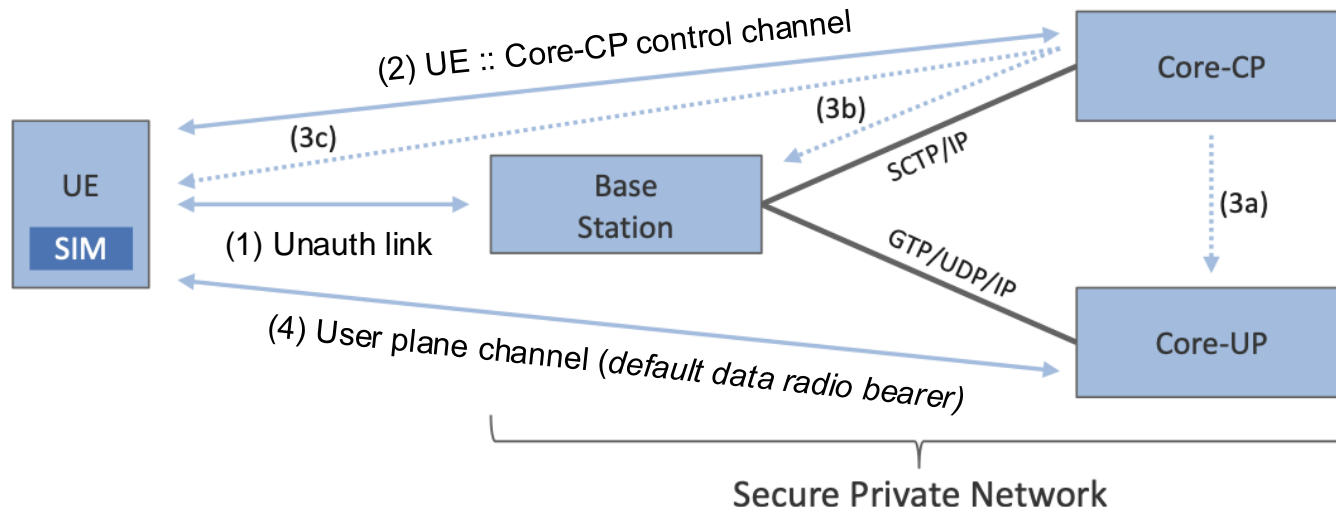 (2) UE :: Core-CP control channel
Core-CP
(3c)
(3b)
SCTP/IP
UE
SIM
Base
Station
(3a)
(1) Unauth link
GTP/UDP/IP
(4) User plane channel (default data radio bearer)
Core-UP
Secure Private Network